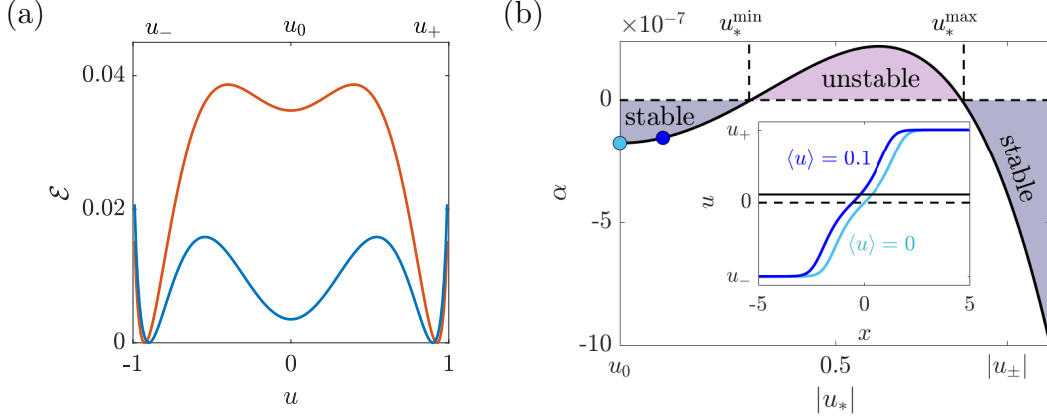 (a)
u₋ u₀ u₊
0.04
0.02
0
ℰ
-1 0 1
u
(b)
×10⁻⁷ u∗ᵐⁱⁿ u∗ᵐᵃˣ
0
-5
-10
α
stable
unstable
stable
u₊
0
u₋
u
⟨u⟩ = 0.1
⟨u⟩ = 0
-5 0 5
x
u₀ 0.5 |u±|
|u∗|